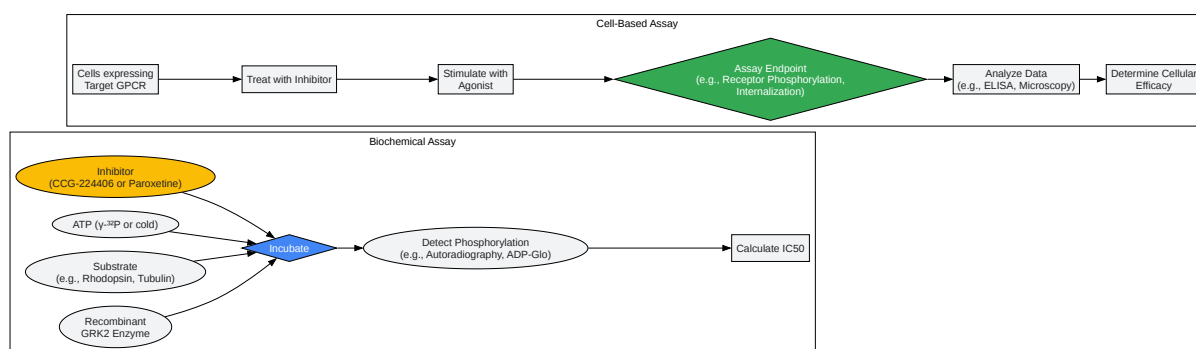 Cell-Based Assay
Cells expressing
Target GPCR
Treat with Inhibitor
Stimulate with
Agonist
Assay Endpoint
(e.g., Receptor Phosphorylation,
Internalization)
Analyze Data
(e.g., ELISA, Microscopy)
Determine Cellular
Efficacy
Biochemical Assay
Inhibitor
(CCG-224406 or Paroxetine)
ATP (γ-³²P or cold)
Substrate
(e.g., Rhodopsin, Tubulin)
Recombinant
GRK2 Enzyme
Incubate
Detect Phosphorylation
(e.g., Autoradiography, ADP-Glo)
Calculate IC50